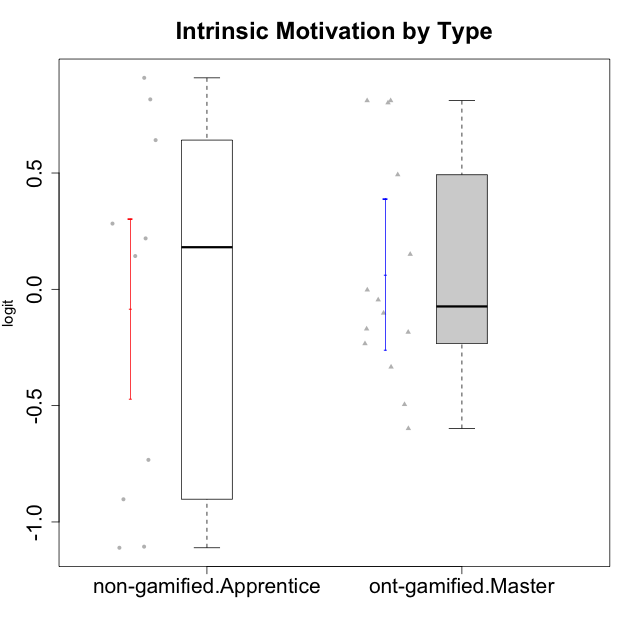 Intrinsic Motivation by Type
logit
0.5
0.0
-0.5
-1.0
non-gamified.Apprentice
ont-gamified.Master